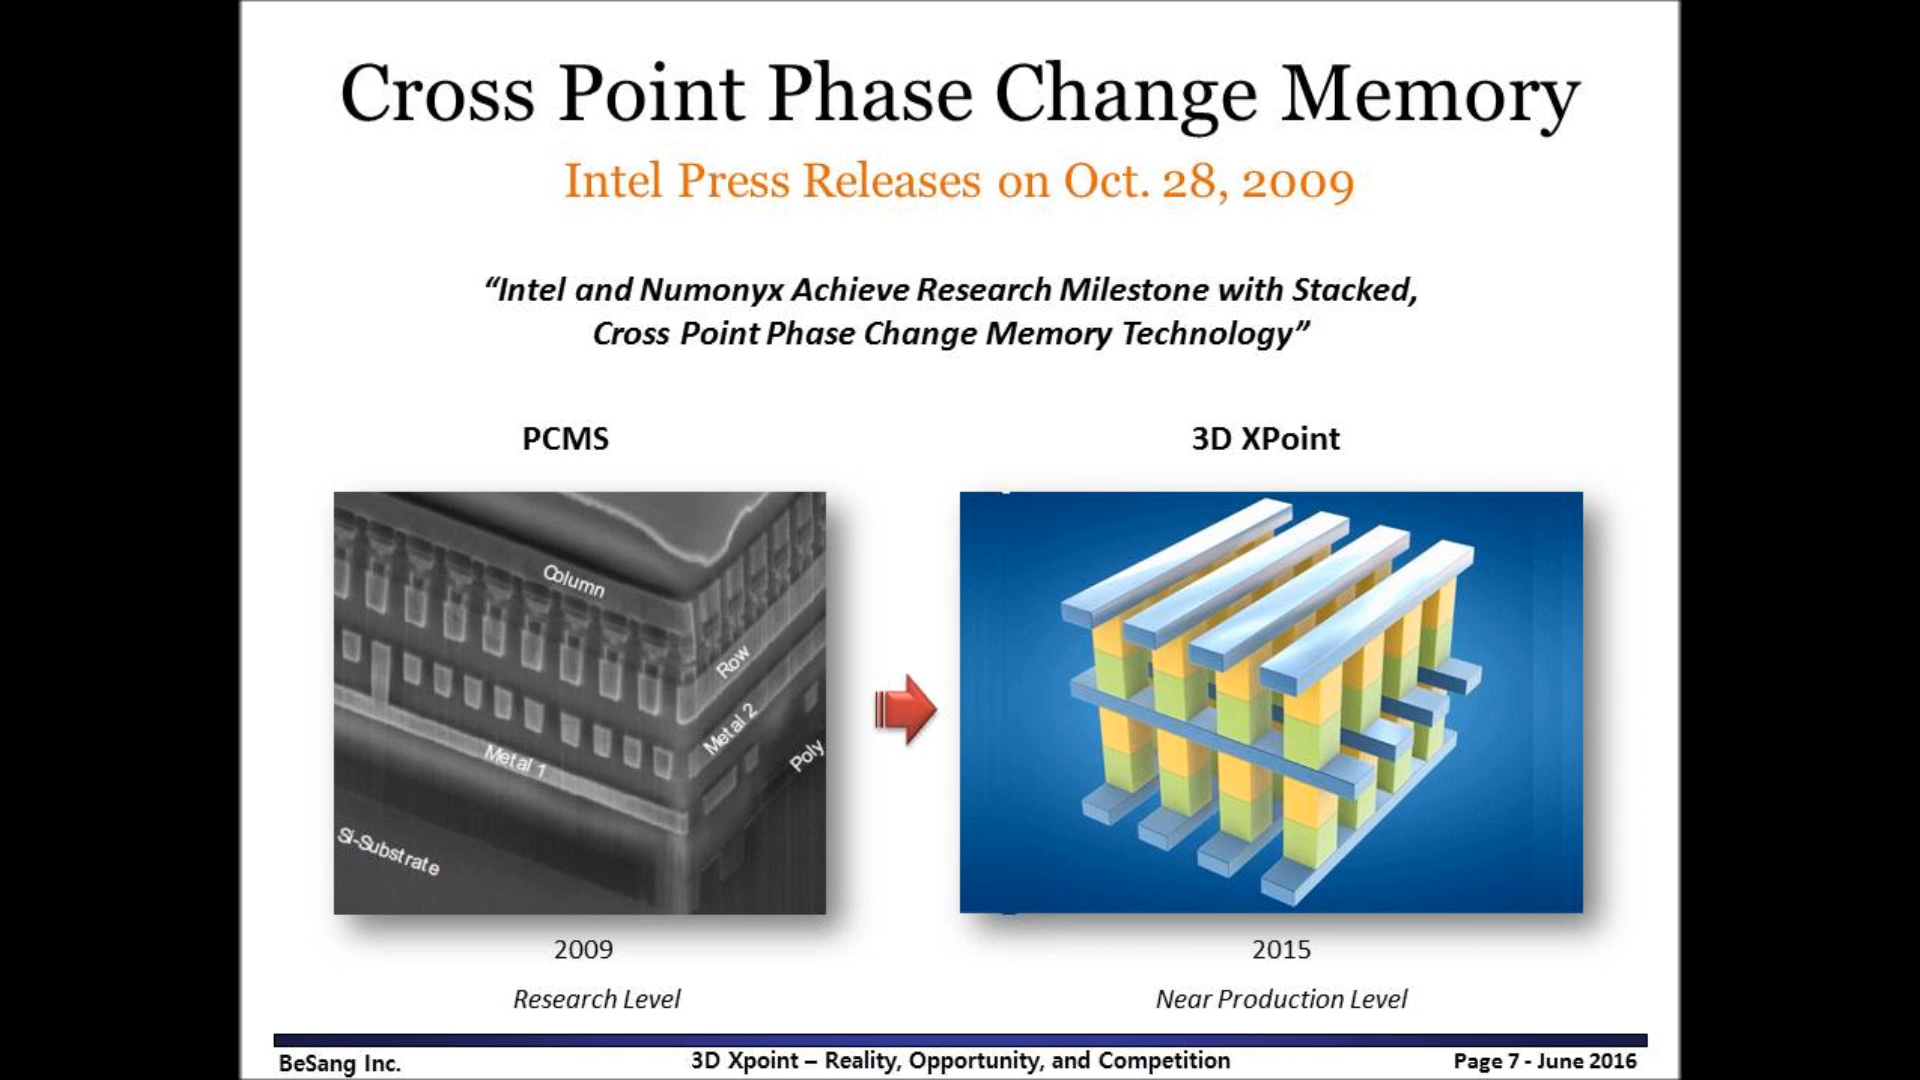 Cross Point Phase Change Memory
Intel Press Releases on Oct. 28, 2009
“Intel and Numonyx Achieve Research Milestone with Stacked,
Cross Point Phase Change Memory Technology”
PCMS
3D XPoint
Column
Row
Metal 2
Poly
Metal 1
Si-Substrate
2009
2015
Research Level
Near Production Level
BeSang Inc.
3D Xpoint – Reality, Opportunity, and Competition
Page 7 - June 2016